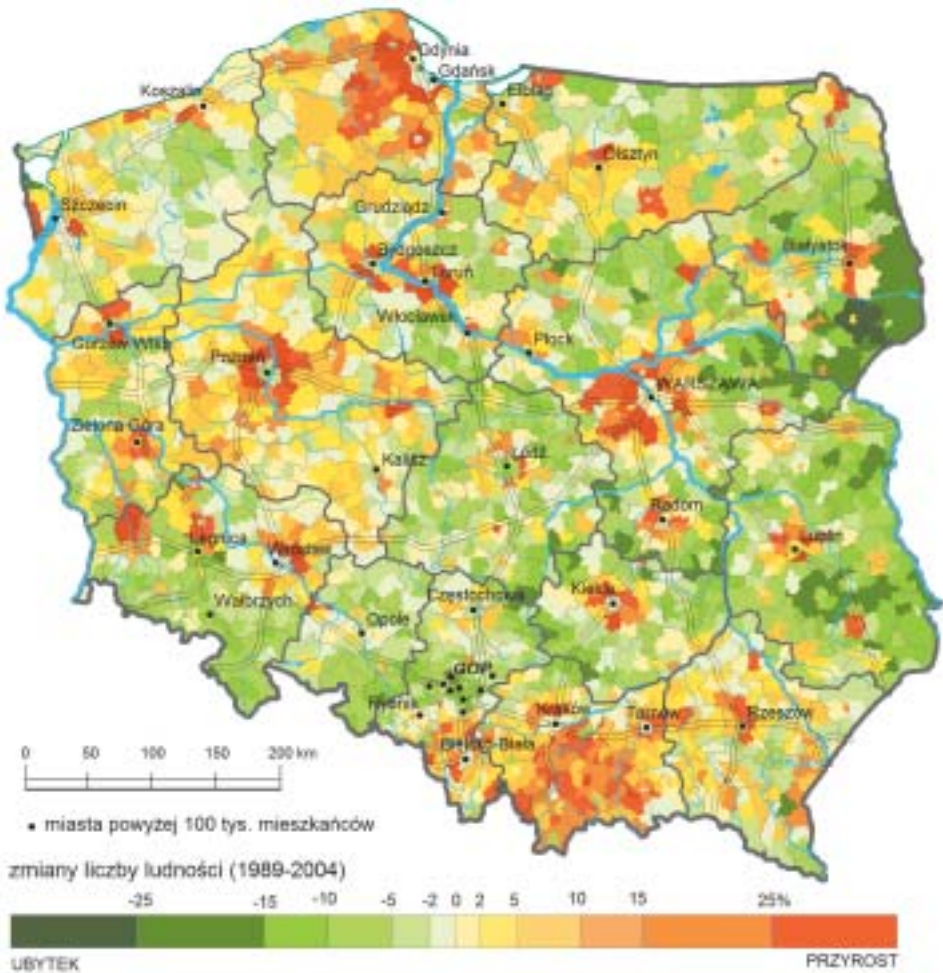 Gdynia
Gdańsk
Koszalin
Elbląg
Olsztyn
Szczecin
Grudziądz
Bydgoszcz
Toruń
Białystok
Włocławek
Gorzów Wlkp.
Płock
Poznań
WARSZAWA
Zielona Góra
Kalisz
Łódź
Radom
Legnica
Wrocław
Lublin
Wałbrzych
Częstochowa
Kielce
Opole
GOP
Rybnik
Kraków
Tarnów
Rzeszów
Bielsko-Biała
0 50 100 150 200 km
miasta powyżej 100 tys. mieszkańców
zmiany liczby ludności (1989-2004)
-25 -15 -10 -5 -2 0 2 5 10 15 25%
UBYTEK PRZYROST